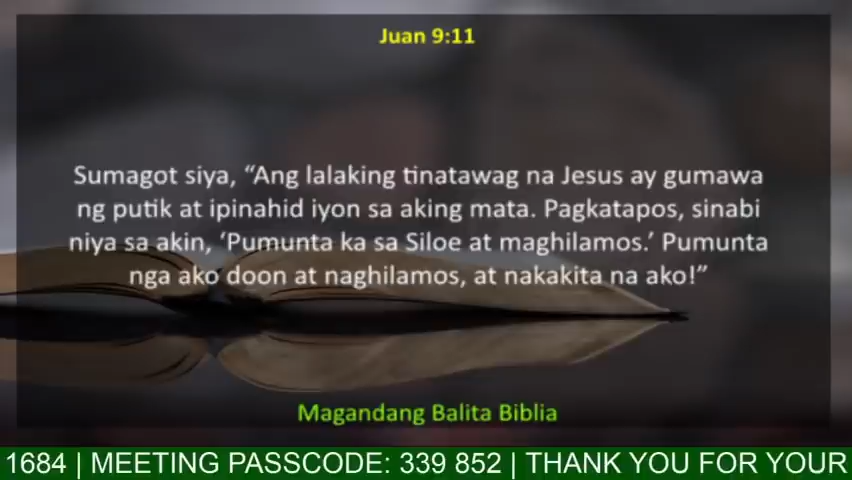 Juan 9:11
Sumagot siya, “Ang lalaking tinatawag na Jesus ay gumawa
ng putik at ipinahid iyon sa aking mata. Pagkatapos, sinabi
niya sa akin, ‘Pumunta ka sa Siloe at maghilamos.’ Pumunta
nga ako doon at naghilamos, at nakakita na ako!”
Magandang Balita Biblia
1684 | MEETING PASSCODE: 339 852 | THANK YOU FOR YOUR